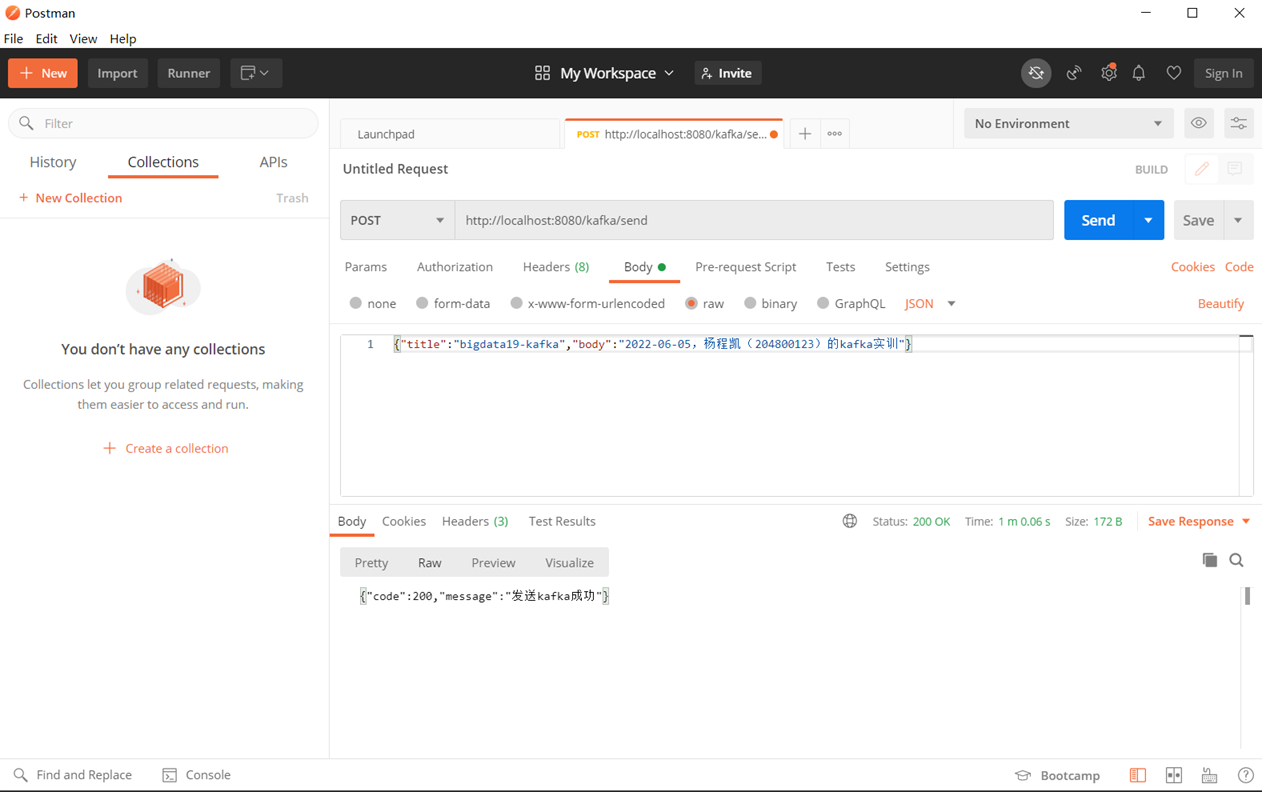 Postman
File Edit View Help
New Import Runner My Workspace Invite Sign In
Filter
History Collections APIs
New Collection Trash
You don’t have any collections
Collections let you group related requests, making
them easier to access and run.
Create a collection
Launchpad POST http://localhost:8080/kafka/se... No Environment
Untitled Request BUILD
POST http://localhost:8080/kafka/send Send Save
Params Authorization Headers (8) Body Pre-request Script Tests Settings Cookies Code
none form-data x-www-form-urlencoded raw binary GraphQL JSON Beautify
1 {"title":"bigdata19-kafka","body":"2022-06-05，杨程凯（204800123）的kafka实训"}
Body Cookies Headers (3) Test Results Status: 200 OK Time: 1 m 0.06 s Size: 172 B Save Response
Pretty Raw Preview Visualize
{"code":200,"message":"发送kafka成功"}
Find and Replace Console Bootcamp